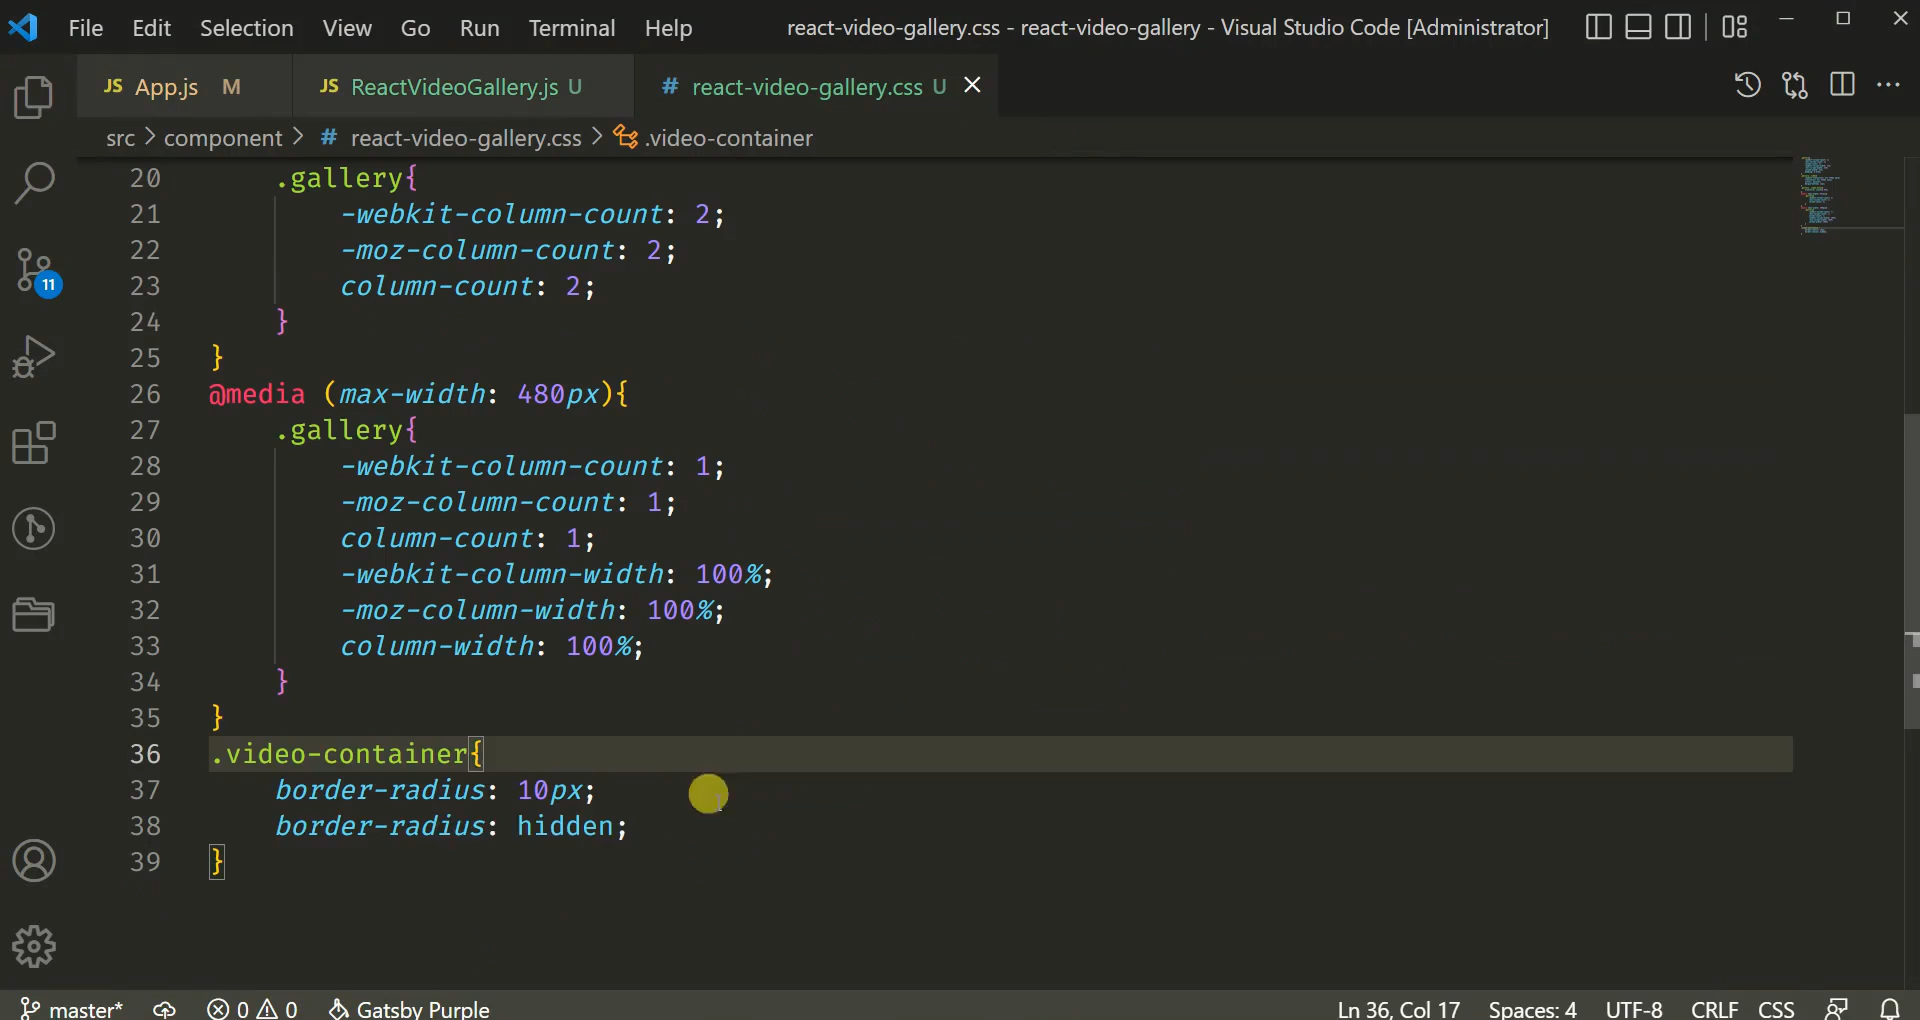 File Edit Selection View Go Run Terminal Help react-video-gallery.css - react-video-gallery - Visual Studio Code [Administrator]
JS App.js M JS ReactVideoGallery.js U # react-video-gallery.css U
src > component > # react-video-gallery.css > .video-container
20 .gallery{
21 -webkit-column-count: 2;
22 -moz-column-count: 2;
23 column-count: 2;
24 }
25 }
26 @media (max-width: 480px){
27 .gallery{
28 -webkit-column-count: 1;
29 -moz-column-count: 1;
30 column-count: 1;
31 -webkit-column-width: 100%;
32 -moz-column-width: 100%;
33 column-width: 100%;
34 }
35 }
36 .video-container{
37 border-radius: 10px;
38 border-radius: hidden;
39 }
11
master* 0 0 Gatsby Purple Ln 36, Col 17 Spaces: 4 UTF-8 CRLF CSS